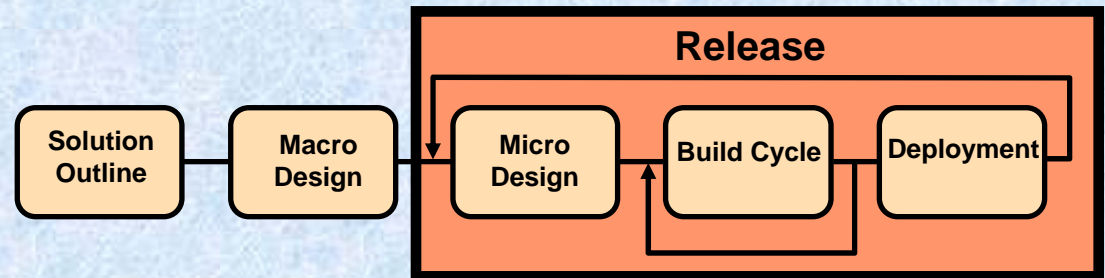 Release
Solution
Outline
Macro
Design
Micro
Design
Build Cycle
Deployment